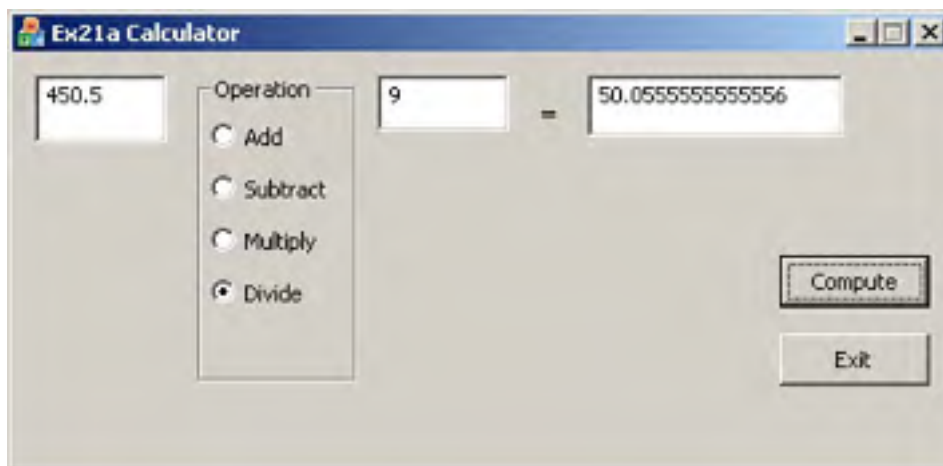 Ex21a Calculator
450.5
Operation
9
=
50.0555555555556
Add
Subtract
Multiply
Divide
Compute
Exit